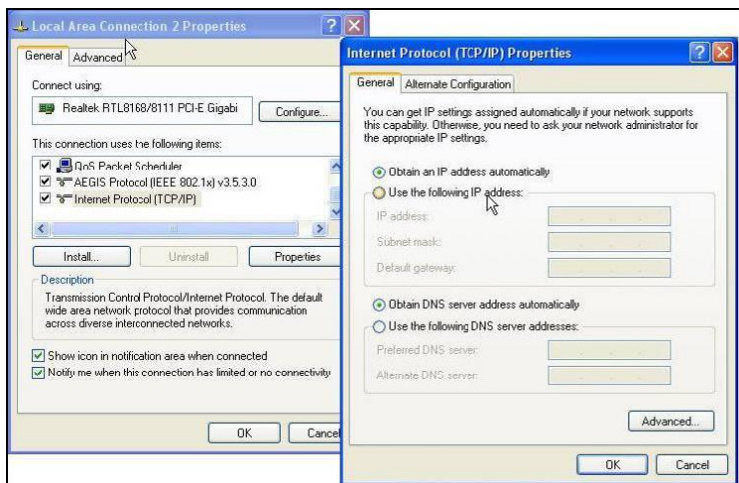 Local Area Connection 2 Properties
General Advanced
Connect using:
Realtek RTL8168/8111 PCI-E Gigabi
Configure...
This connection uses the following items:
QoS Packet Scheduler
AEGIS Protocol (IEEE 802.1x) v3.5.3.0
Internet Protocol (TCP/IP)
Install... Uninstall Properties
Description
Transmission Control Protocol/Internet Protocol. The default
wide area network protocol that provides communication
across diverse interconnected networks.
Show icon in notification area when connected
Notify me when this connection has limited or no connectivity
OK Cancel
Internet Protocol (TCP/IP) Properties
General Alternate Configuration
You can get IP settings assigned automatically if your network supports
this capability. Otherwise, you need to ask your network administrator for
the appropriate IP settings.
Obtain an IP address automatically
Use the following IP address:
IP address:
Subnet mask:
Default gateway:
Obtain DNS server address automatically
Use the following DNS server addresses:
Preferred DNS server:
Alternate DNS server:
Advanced...
OK Cancel